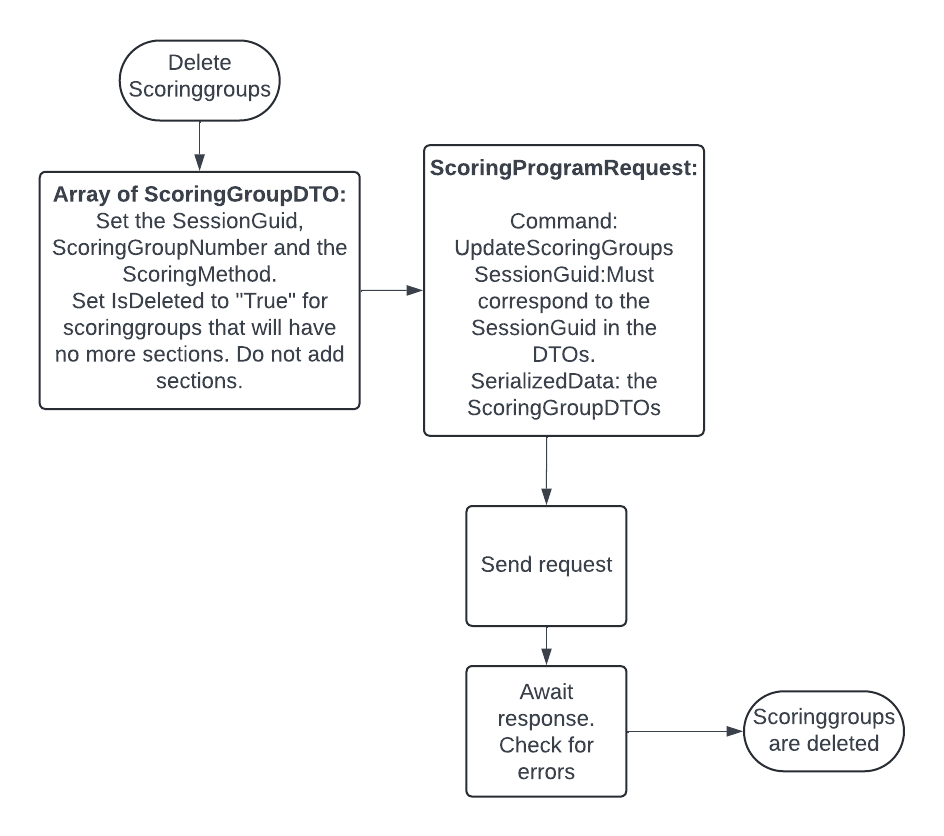 Delete
Scoringgroups
Array of ScoringGroupDTO:
Set the SessionGuid,
ScoringGroupNumber and the
ScoringMethod.
Set IsDeleted to "True" for
scoringgroups that will have
no more sections. Do not add
sections.
ScoringProgramRequest:
Command:
UpdateScoringGroups
SessionGuid:Must
correspond to the
SessionGuid in the
DTOs.
SerializedData: the
ScoringGroupDTOs
Send request
Await
response.
Check for
errors
Scoringgroups
are deleted